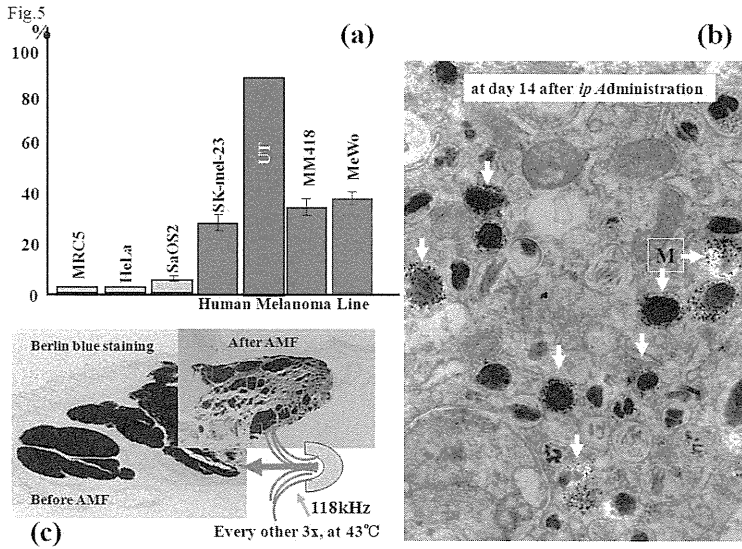 Fig.5
%
(a)
100
80
60
40
20
0
MRC5
HeLa
SaOS2
SK-mel-23
UT
MM418
MeWo
Human Melanoma Line
(b)
at day 14 after ip Administration
M
Berlin blue staining
After AMF
Before AMF
118kHz
Every other 3x, at 43℃
(c)